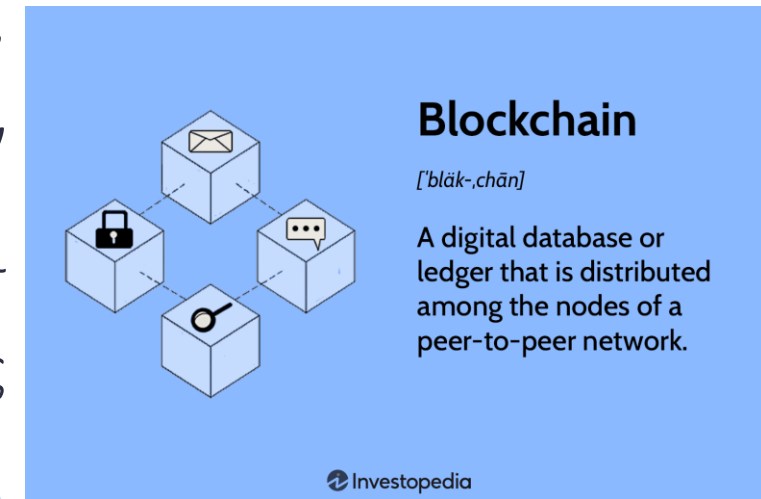 Blockchain
[ˈbläk-ˌchān]
A digital database or
ledger that is distributed
among the nodes of a
peer-to-peer network.
Investopedia